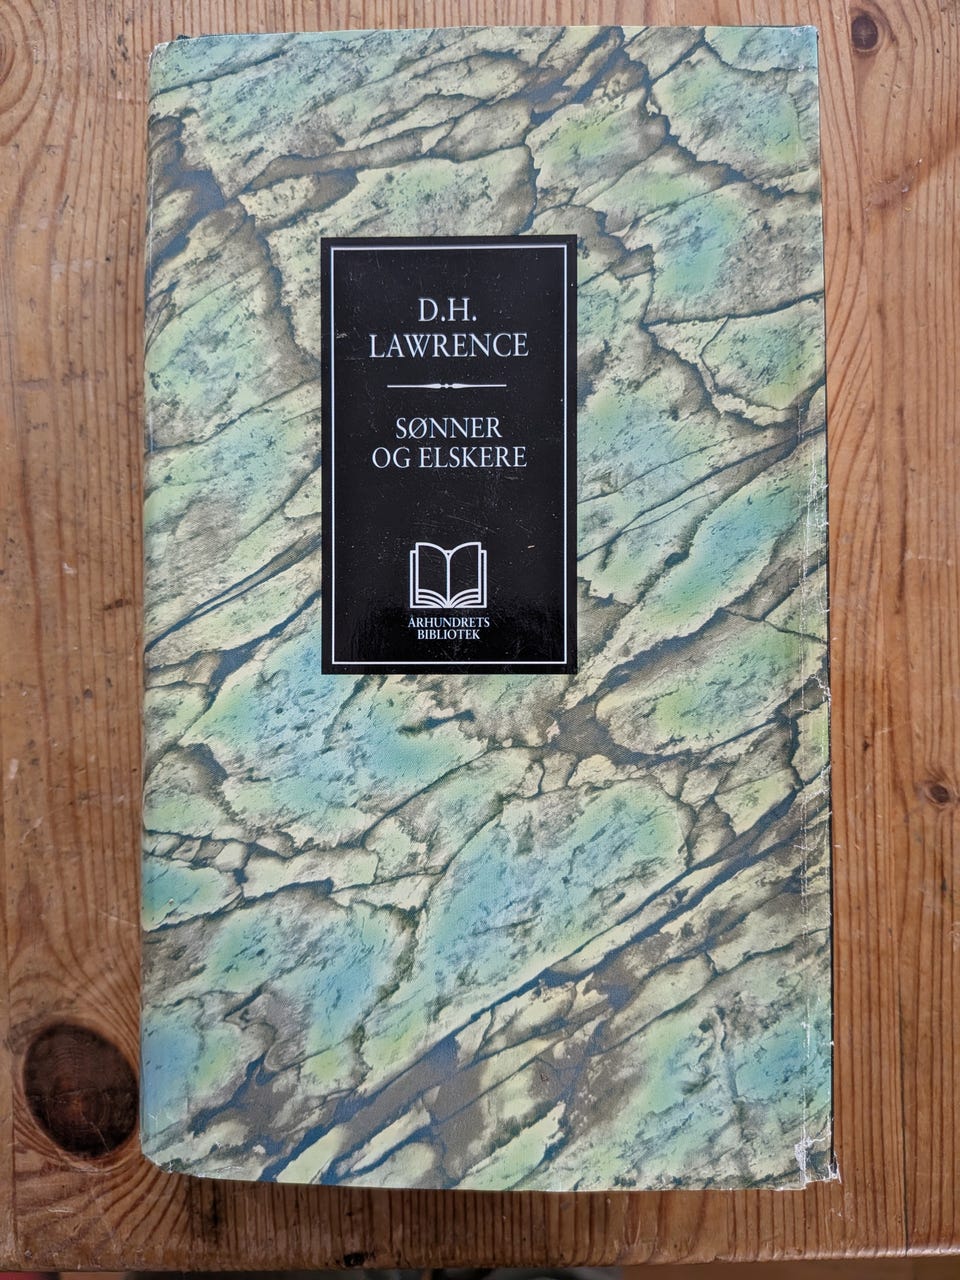 D.H.
LAWRENCE
SØNNER
OG ELSKERE
ÅRHUNDRETS
BIBLIOTEK